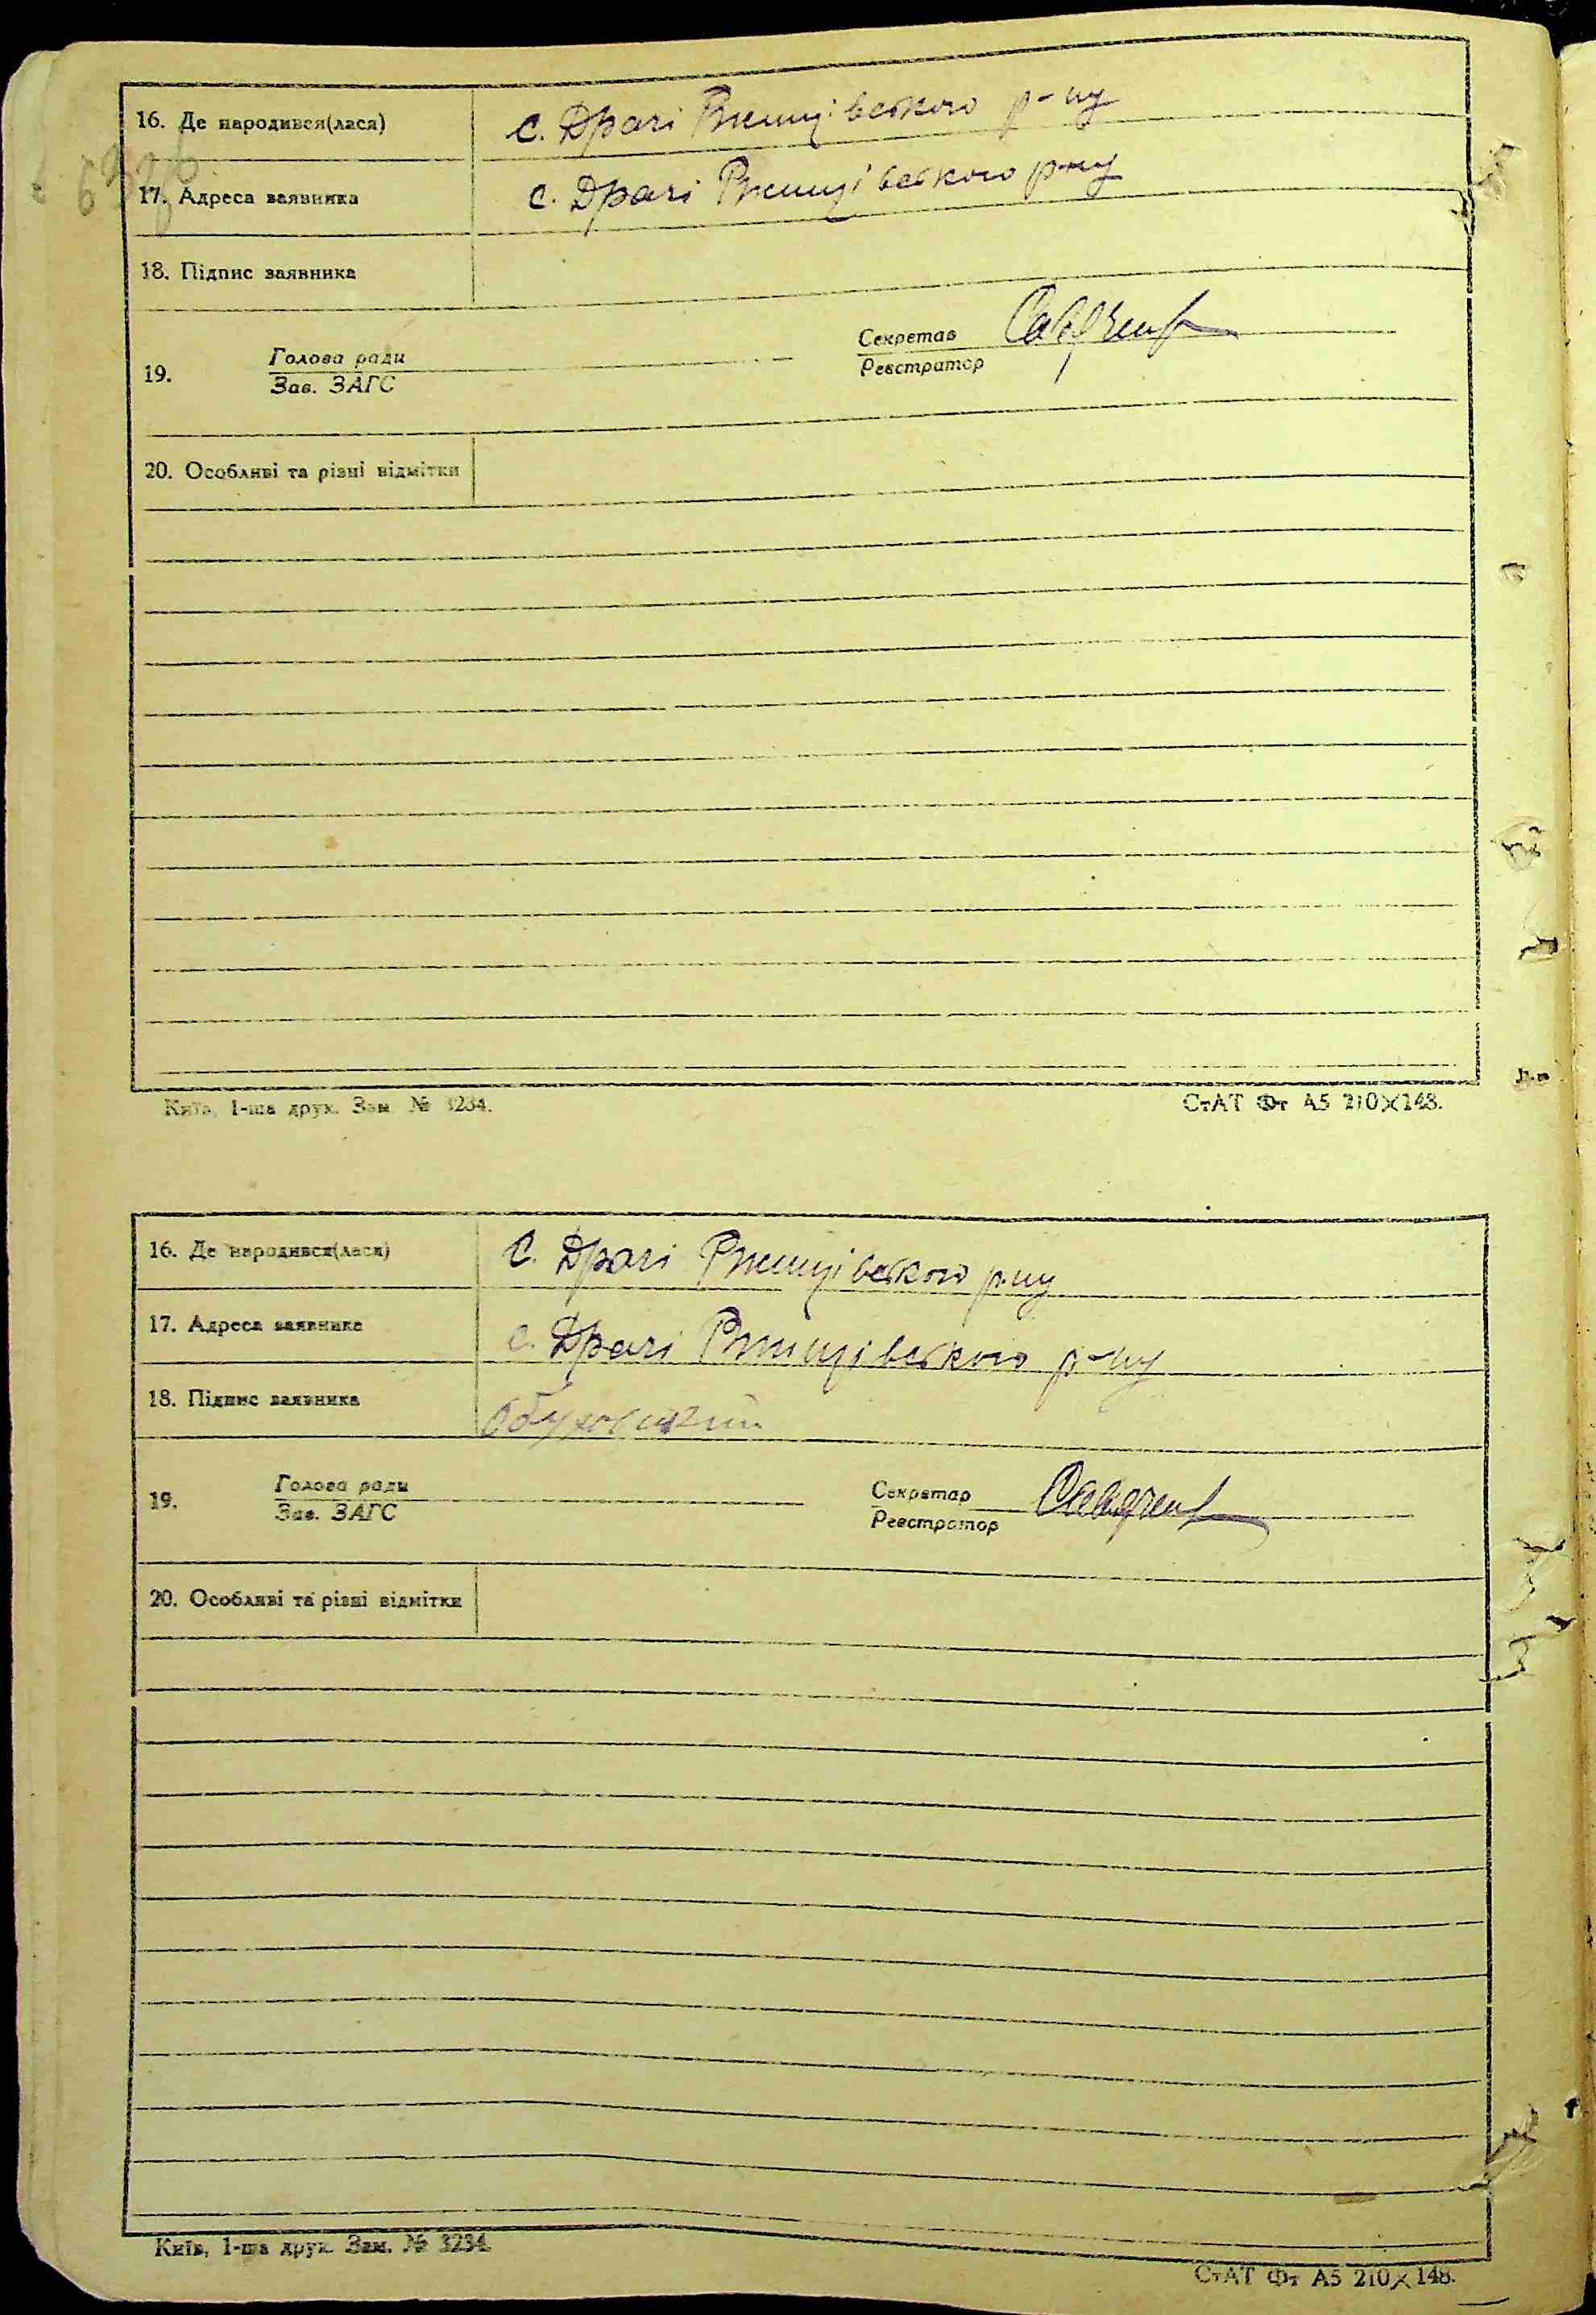 16. Де народився(лася) с. Драчі Ржищівського р-ну
17. Адреса заявника с. Драчі Ржищівського р-ну
18. Підпис заявника
Секретар
Голова ради
19.
Зав. ЗАГС
Реєстратор
20. Особливі та різні відмітки
Київ, 1-ша друк. Зам. № 3234.
СтАТ Фт А5 210×148.
16. Де народився(лася) С. Драчі Ржищівського р-ну
17. Адреса заявника с. Драчі Ржищівського р-ну
18. Підпис заявника
Голова ради
Секретар
19.
Зав. ЗАГС
Реєстратор
20. Особливі та різні відмітки
Київ, 1-ша друк. Зам. № 3234.
СтАТ Фт А5 210×148.